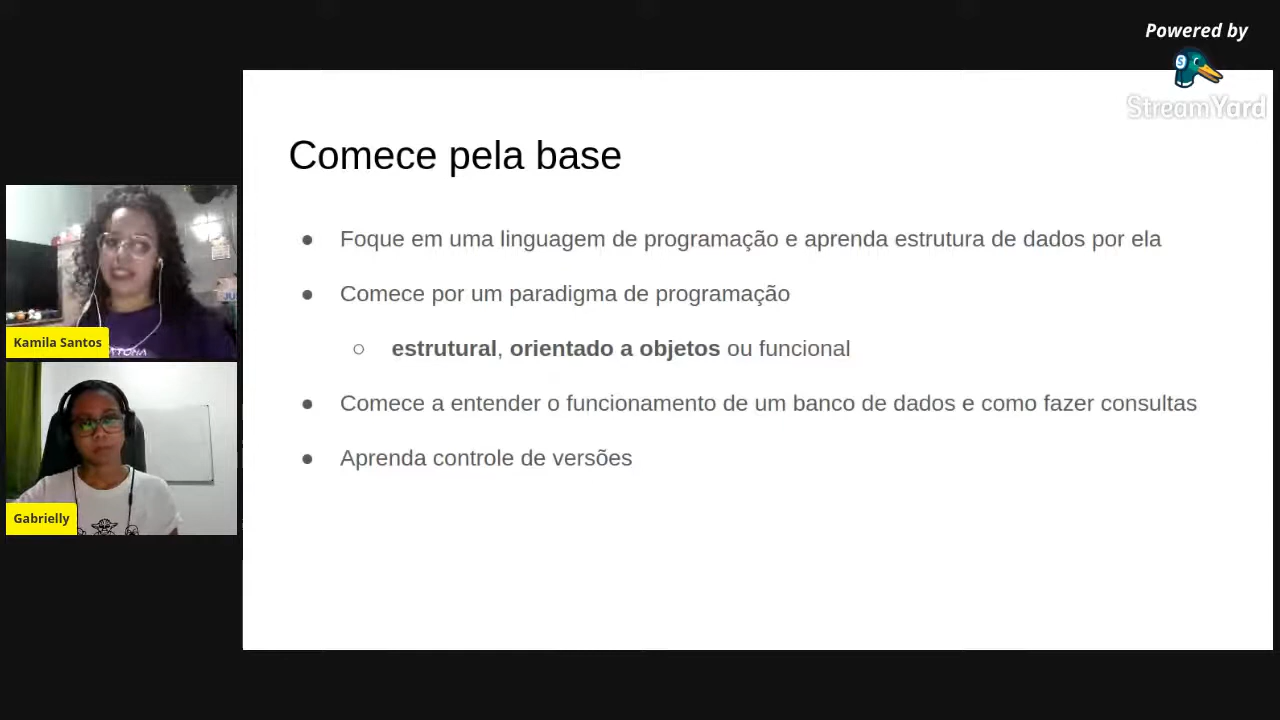 Powered by
StreamYard
Comece pela base
● Foque em uma linguagem de programação e aprenda estrutura de dados por ela
● Comece por um paradigma de programação
○ estrutural, orientado a objetos ou funcional
● Comece a entender o funcionamento de um banco de dados e como fazer consultas
● Aprenda controle de versões
Kamila Santos
Gabrielly